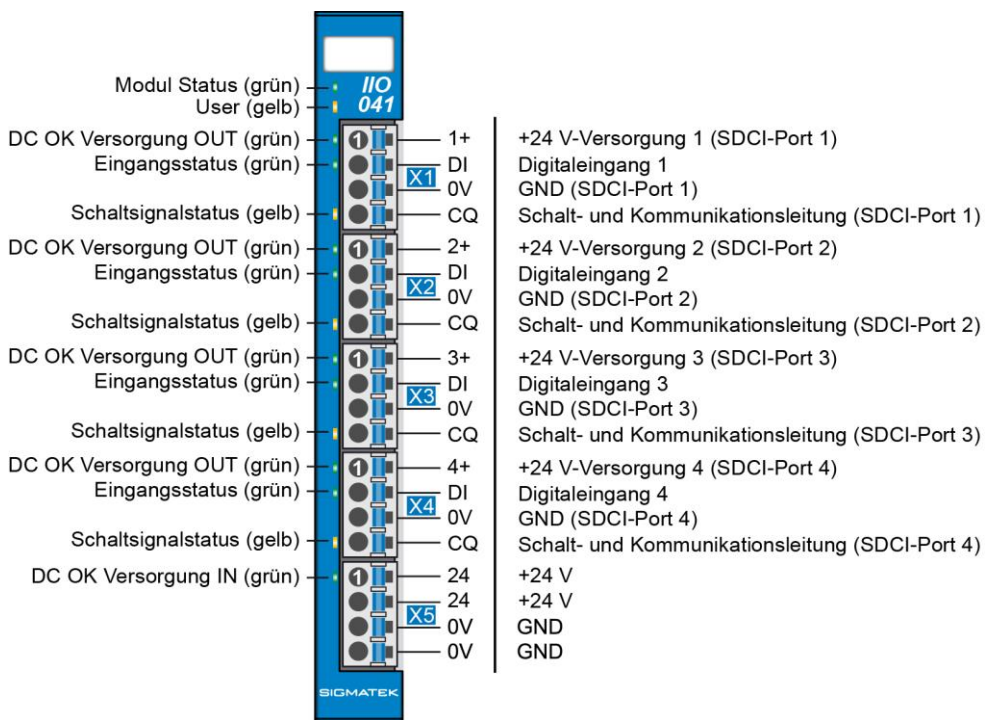 Modul Status (grün) IIO
User (gelb) 041
DC OK Versorgung OUT (grün) 1 1+ +24 V-Versorgung 1 (SDCI-Port 1)
Eingangsstatus (grün) DI Digitaleingang 1
X1
0V GND (SDCI-Port 1)
Schaltsignalstatus (gelb) CQ Schalt- und Kommunikationsleitung (SDCI-Port 1)
DC OK Versorgung OUT (grün) 1 2+ +24 V-Versorgung 2 (SDCI-Port 2)
Eingangsstatus (grün) DI Digitaleingang 2
X2
0V GND (SDCI-Port 2)
Schaltsignalstatus (gelb) CQ Schalt- und Kommunikationsleitung (SDCI-Port 2)
DC OK Versorgung OUT (grün) 1 3+ +24 V-Versorgung 3 (SDCI-Port 3)
Eingangsstatus (grün) DI Digitaleingang 3
X3
0V GND (SDCI-Port 3)
Schaltsignalstatus (gelb) CQ Schalt- und Kommunikationsleitung (SDCI-Port 3)
DC OK Versorgung OUT (grün) 1 4+ +24 V-Versorgung 4 (SDCI-Port 4)
Eingangsstatus (grün) DI Digitaleingang 4
X4
0V GND (SDCI-Port 4)
Schaltsignalstatus (gelb) CQ Schalt- und Kommunikationsleitung (SDCI-Port 4)
DC OK Versorgung IN (grün) 1 24 +24 V
24 +24 V
X5
0V GND
0V GND
SIGMATEK